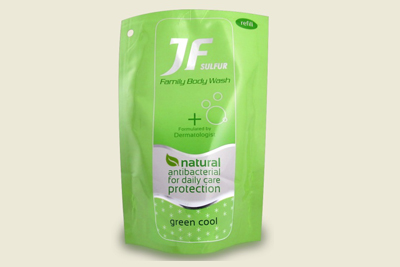 refill
JF
SULFUR
Family Body Wash
+
Formulated by
Dermatologist
natural
antibacterial
for daily care
protection
green cool